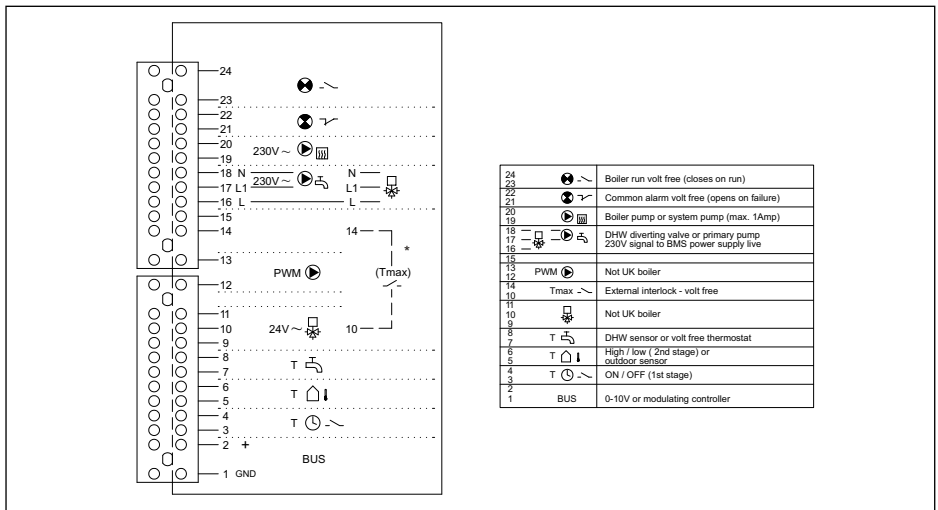 24
23
22
21
20
230V ~
19
18 N N
17 L1 230V ~ L1
16 L L
15
14 14
*
13
PWM (Tmax)
12
11
10 24V ~ 10
9
8
T
7
6
T
5
4
T
3
2 +
BUS
1 GND
24
23 Boiler run volt free (closes on run)
22
21 Common alarm volt free (opens on failure)
20
19 Boiler pump or system pump (max. 1Amp)
18 DHW diverting valve or primary pump
17 230V signal to BMS power supply live
16
15
13
12 PWM Not UK boiler
14
10 Tmax External interlock - volt free
11
10 Not UK boiler
9
8
7 T DHW sensor or volt free thermostat
6 T High / low ( 2nd stage) or
5 outdoor sensor
4
3 T ON / OFF (1st stage)
2
1 BUS 0-10V or modulating controller